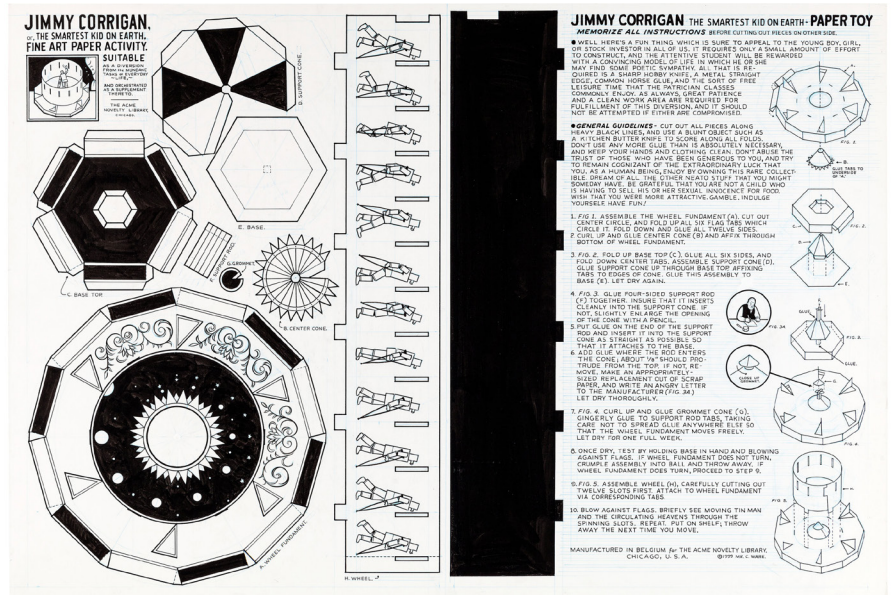 JIMMY CORRIGAN,
or, THE SMARTEST KID ON EARTH,
FINE ART PAPER ACTIVITY.
SUITABLE
AS A DIVERSION
FROM the MUNDANE
TASKS of EVERYDAY
"LIFE,"
AND ORCHESTRATED
AS A SUPPLEMENT
THERETO.
THE ACME
NOVELTY LIBRARY,
CHICAGO.
D. SUPPORT CONE.
E. BASE.
F. SUPPORT ROD.
G. GROMMET.
C. BASE TOP.
B. CENTER CONE.
A. WHEEL FUNDAMENT.
H. WHEEL.
JIMMY CORRIGAN THE SMARTEST KID ON EARTH - PAPER TOY
MEMORIZE ALL INSTRUCTIONS BEFORE CUTTING OUT PIECES ON OTHER SIDE.
● WELL HERE'S A FUN THING WHICH IS SURE TO APPEAL TO THE YOUNG BOY, GIRL,
OR STOCK INVESTOR IN ALL OF US. IT REQUIRES ONLY A SMALL AMOUNT OF EFFORT
TO CONSTRUCT, AND THE ATTENTIVE STUDENT WILL BE REWARDED
WITH A CONVINCING MODEL OF LIFE IN WHICH HE OR SHE
MAY FIND SOME POETIC SYMPATHY. ALL THAT IS RE-
QUIRED IS A SHARP HOBBY KNIFE, A METAL STRAIGHT
EDGE, COMMON HORSE GLUE, AND THE SORT OF FREE
LEISURE TIME THAT THE PATRICIAN CLASSES
COMMONLY ENJOY. AS ALWAYS, GREAT PATIENCE
AND A CLEAN WORK AREA ARE REQUIRED FOR
FULFILLMENT OF THIS DIVERSION, AND IT SHOULD
NOT BE ATTEMPTED IF EITHER ARE COMPROMISED.
● GENERAL GUIDELINES - CUT OUT ALL PIECES ALONG
HEAVY BLACK LINES, AND USE A BLUNT OBJECT SUCH AS
A KITCHEN BUTTER KNIFE TO SCORE ALONG ALL FOLDS.
DON'T USE ANY MORE GLUE THAN IS ABSOLUTELY NECESSARY,
AND KEEP YOUR HANDS AND CLOTHING CLEAN. DON'T ABUSE THE
TRUST OF THOSE WHO HAVE BEEN GENEROUS TO YOU, AND TRY
TO REMAIN COGNIZANT OF THE EXTRAORDINARY LUCK THAT
YOU, AS A HUMAN BEING, ENJOY BY OWNING THIS RARE COLLECT-
IBLE. DREAM OF ALL THE OTHER NEATO STUFF THAT YOU MIGHT
SOMEDAY HAVE. BE GRATEFUL THAT YOU ARE NOT A CHILD WHO
IS HAVING TO SELL HIS OR HER SEXUAL INNOCENCE FOR FOOD.
WISH THAT YOU WERE MORE ATTRACTIVE. GAMBLE. INDULGE
YOURSELF. HAVE FUN!
1. FIG 1. ASSEMBLE THE WHEEL FUNDAMENT (A). CUT OUT
CENTER CIRCLE, AND FOLD UP ALL SIX FLAG TABS WHICH
CIRCLE IT. FOLD DOWN AND GLUE ALL TWELVE SIDES.
2. CURL UP AND GLUE CENTER CONE (B) AND AFFIX THROUGH
BOTTOM OF WHEEL FUNDAMENT.
3. FIG. 2. FOLD UP BASE TOP (C). GLUE ALL SIX SIDES, AND
FOLD DOWN CENTER TABS. ASSEMBLE SUPPORT CONE (D).
GLUE SUPPORT CONE UP THROUGH BASE TOP AFFIXING
TABS TO EDGES OF CONE. GLUE THIS ASSEMBLY TO
BASE (E). LET DRY AGAIN.
4. FIG. 3. GLUE FOUR-SIDED SUPPORT ROD
(F) TOGETHER. INSURE THAT IT INSERTS
CLEANLY INTO THE SUPPORT CONE. IF
NOT, SLIGHTLY ENLARGE THE OPENING
OF THE CONE WITH A PENCIL.
5. PUT GLUE ON THE END OF THE SUPPORT
ROD AND INSERT IT INTO THE SUPPORT
CONE AS STRAIGHT AS POSSIBLE SO
THAT IT ATTACHES TO THE BASE.
6. ADD GLUE WHERE THE ROD ENTERS
THE CONE; ABOUT 1/8" SHOULD PRO-
TRUDE FROM THE TOP. IF NOT, RE-
MOVE, MAKE AN APPROPRIATELY-
SIZED REPLACEMENT OUT OF SCRAP
PAPER, AND WRITE AN ANGRY LETTER
TO THE MANUFACTURER (FIG. 3A)
LET DRY THOROUGHLY.
7. FIG. 4. CURL UP AND GLUE GROMMET CONE (G).
GINGERLY GLUE TO SUPPORT ROD TABS, TAKING
CARE NOT TO SPREAD GLUE ANYWHERE ELSE SO
THAT THE WHEEL FUNDAMENT MOVES FREELY.
LET DRY FOR ONE FULL WEEK.
8. ONCE DRY, TEST BY HOLDING BASE IN HAND AND BLOWING
AGAINST FLAGS. IF WHEEL FUNDAMENT DOES NOT TURN,
CRUMPLE ASSEMBLY INTO BALL AND THROW AWAY. IF
WHEEL FUNDAMENT DOES TURN, PROCEED TO STEP 9.
9. FIG. 5. ASSEMBLE WHEEL (H), CAREFULLY CUTTING OUT
TWELVE SLOTS FIRST. ATTACH TO WHEEL FUNDAMENT
VIA CORRESPONDING TABS.
10. BLOW AGAINST FLAGS. BRIEFLY SEE MOVING TIN MAN
AND THE CIRCULATING HEAVENS THROUGH THE
SPINNING SLOTS. REPEAT. PUT ON SHELF; THROW
AWAY THE NEXT TIME YOU MOVE.
MANUFACTURED IN BELGIUM for THE ACME NOVELTY LIBRARY,
CHICAGO, U.S.A.
FIG. 1.
GLUE TABS TO
UNDERSIDE
OF "A."
FIG. 2.
GLUE
FIG. 3A
FIG. 3.
GLUE.
CLOSE UP,
GROMMET
FIG. 4.
FIG. 5.